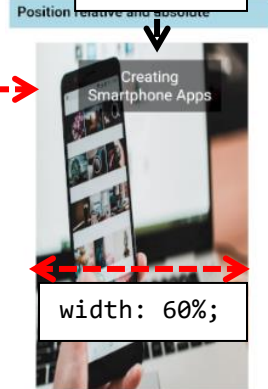 Position relative and absolute
Creating
Smartphone Apps
width: 60%;